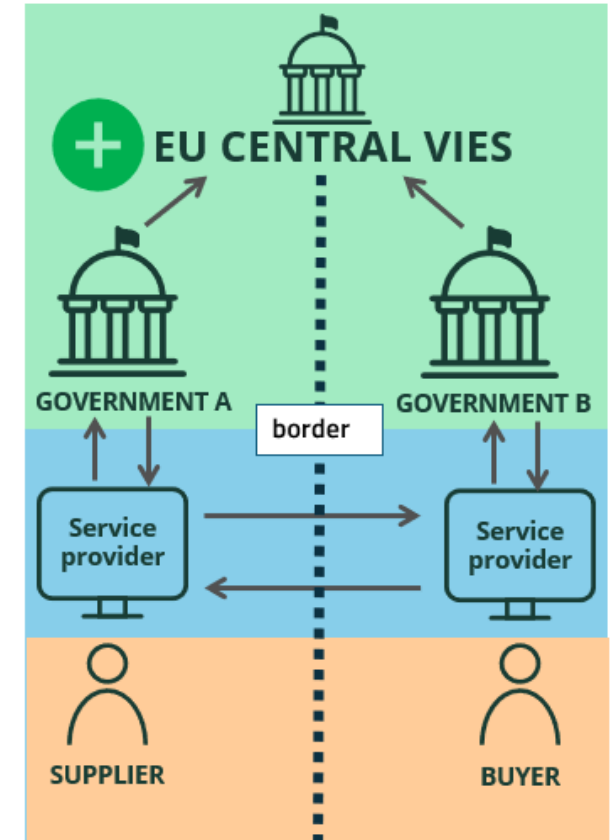 EU CENTRAL VIES
GOVERNMENT A
GOVERNMENT B
border
Service
provider
Service
provider
SUPPLIER
BUYER